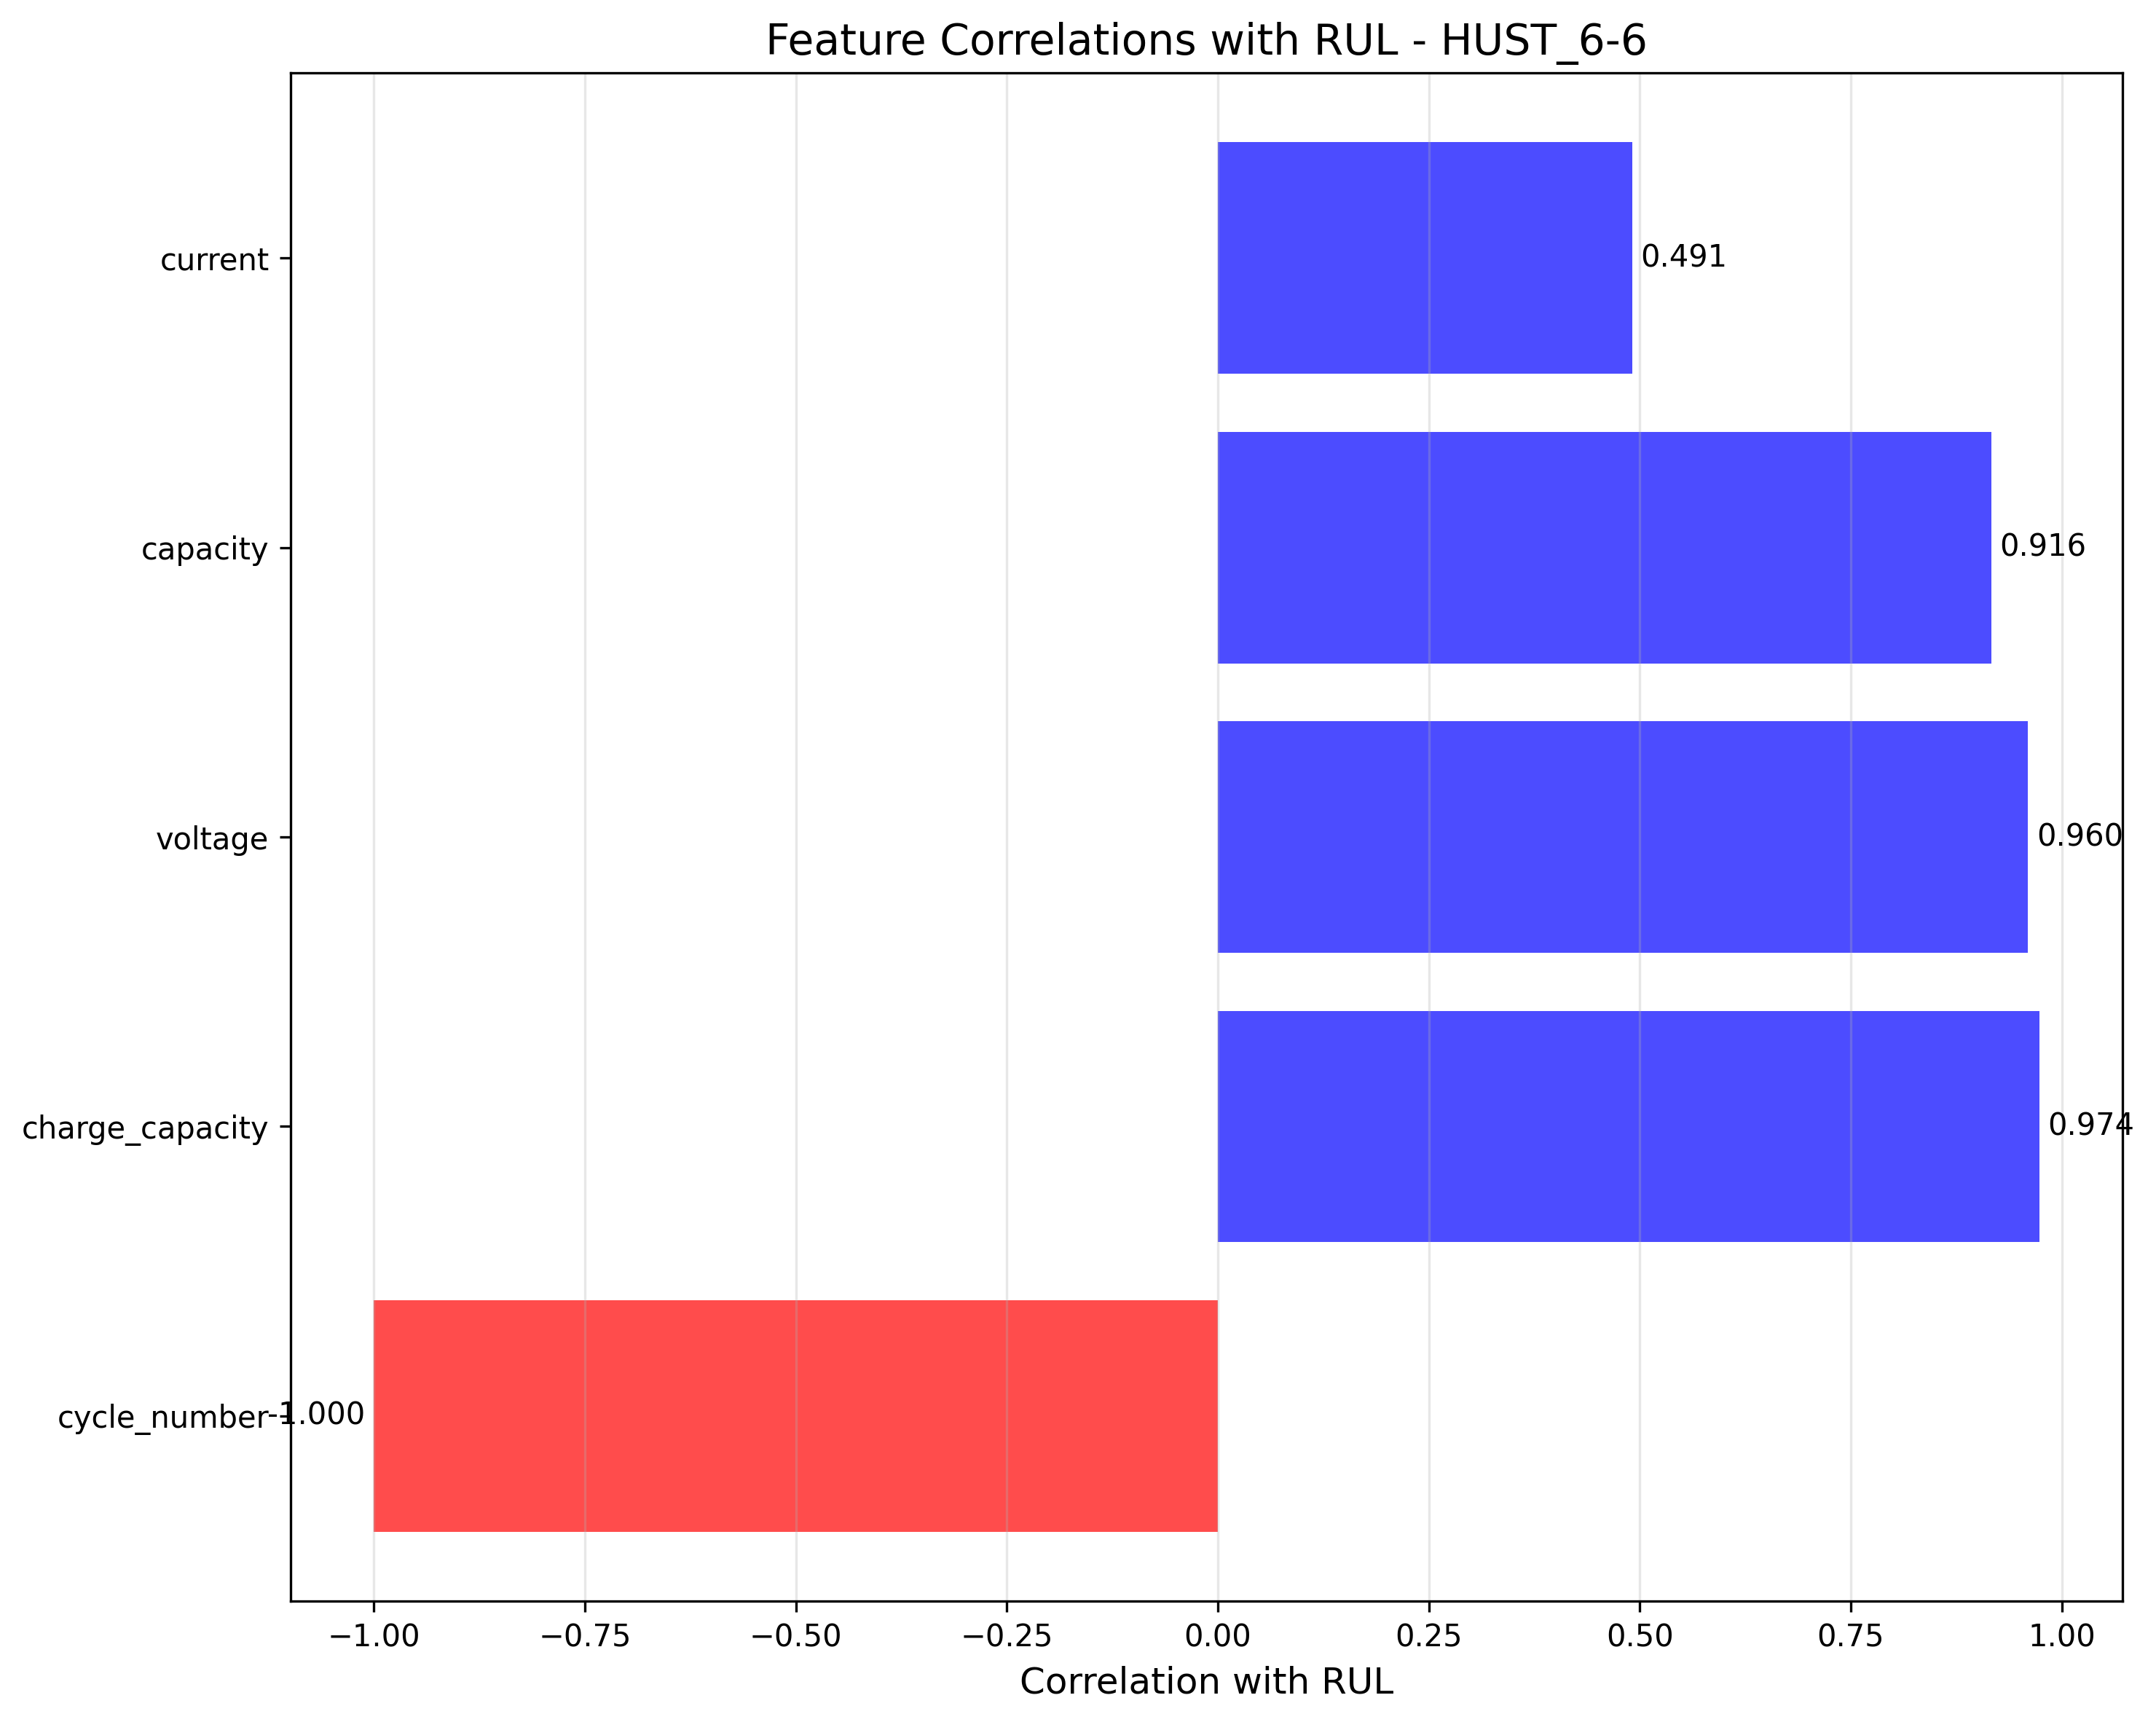 Feature Correlations with RUL - HUST_6-6
current
0.491
capacity
0.916
voltage
0.960
charge_capacity
0.974
cycle_number
-1.000
−1.00 −0.75 −0.50 −0.25 0.00 0.25 0.50 0.75 1.00
Correlation with RUL